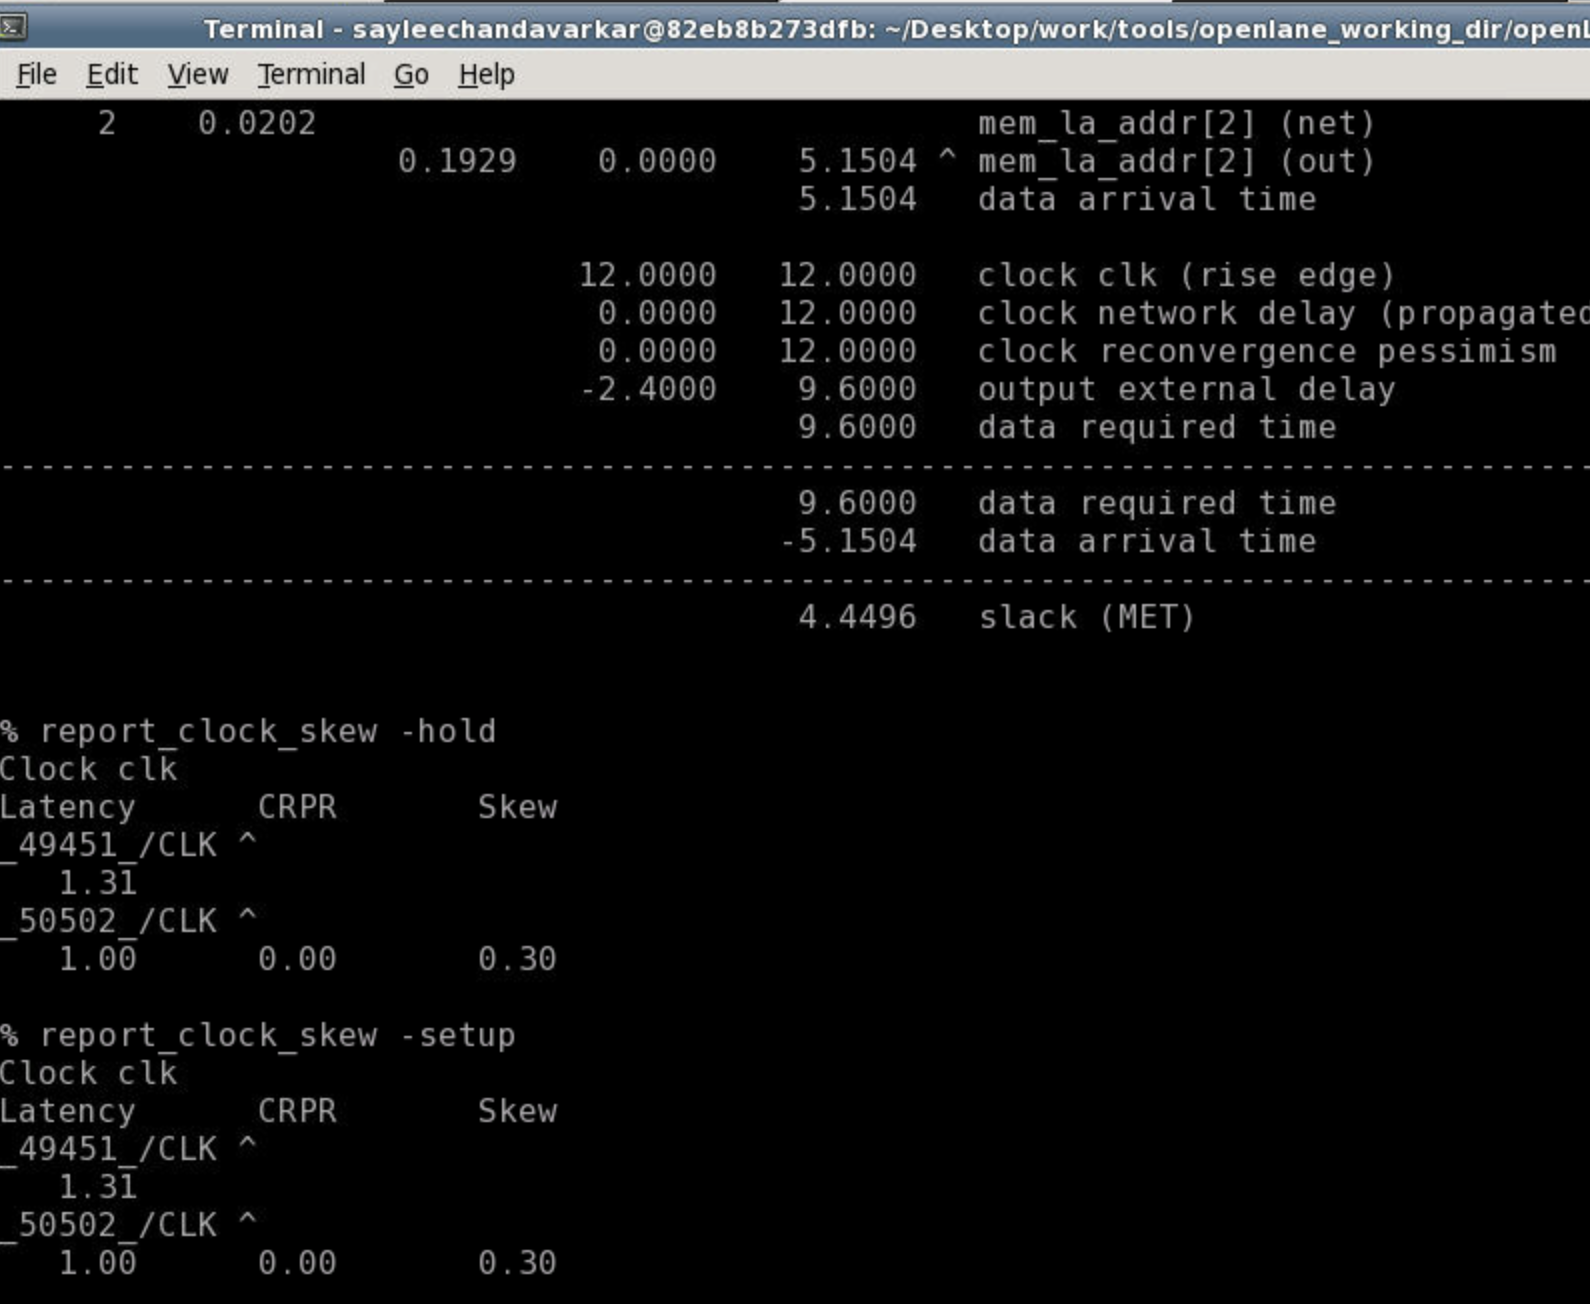 Terminal - sayleechandavarkar@82eb8b273dfb: ~/Desktop/work/tools/openlane_working_dir/openL
File Edit View Terminal Go Help
2 0.0202 mem_la_addr[2] (net)
0.1929 0.0000 5.1504 ^ mem_la_addr[2] (out)
5.1504 data arrival time
12.0000 12.0000 clock clk (rise edge)
0.0000 12.0000 clock network delay (propagated
0.0000 12.0000 clock reconvergence pessimism
-2.4000 9.6000 output external delay
9.6000 data required time
--------------------------------------------------------------------------------
9.6000 data required time
-5.1504 data arrival time
--------------------------------------------------------------------------------
4.4496 slack (MET)
% report_clock_skew -hold
Clock clk
Latency CRPR Skew
_49451_/CLK ^
1.31
_50502_/CLK ^
1.00 0.00 0.30
% report_clock_skew -setup
Clock clk
Latency CRPR Skew
_49451_/CLK ^
1.31
_50502_/CLK ^
1.00 0.00 0.30